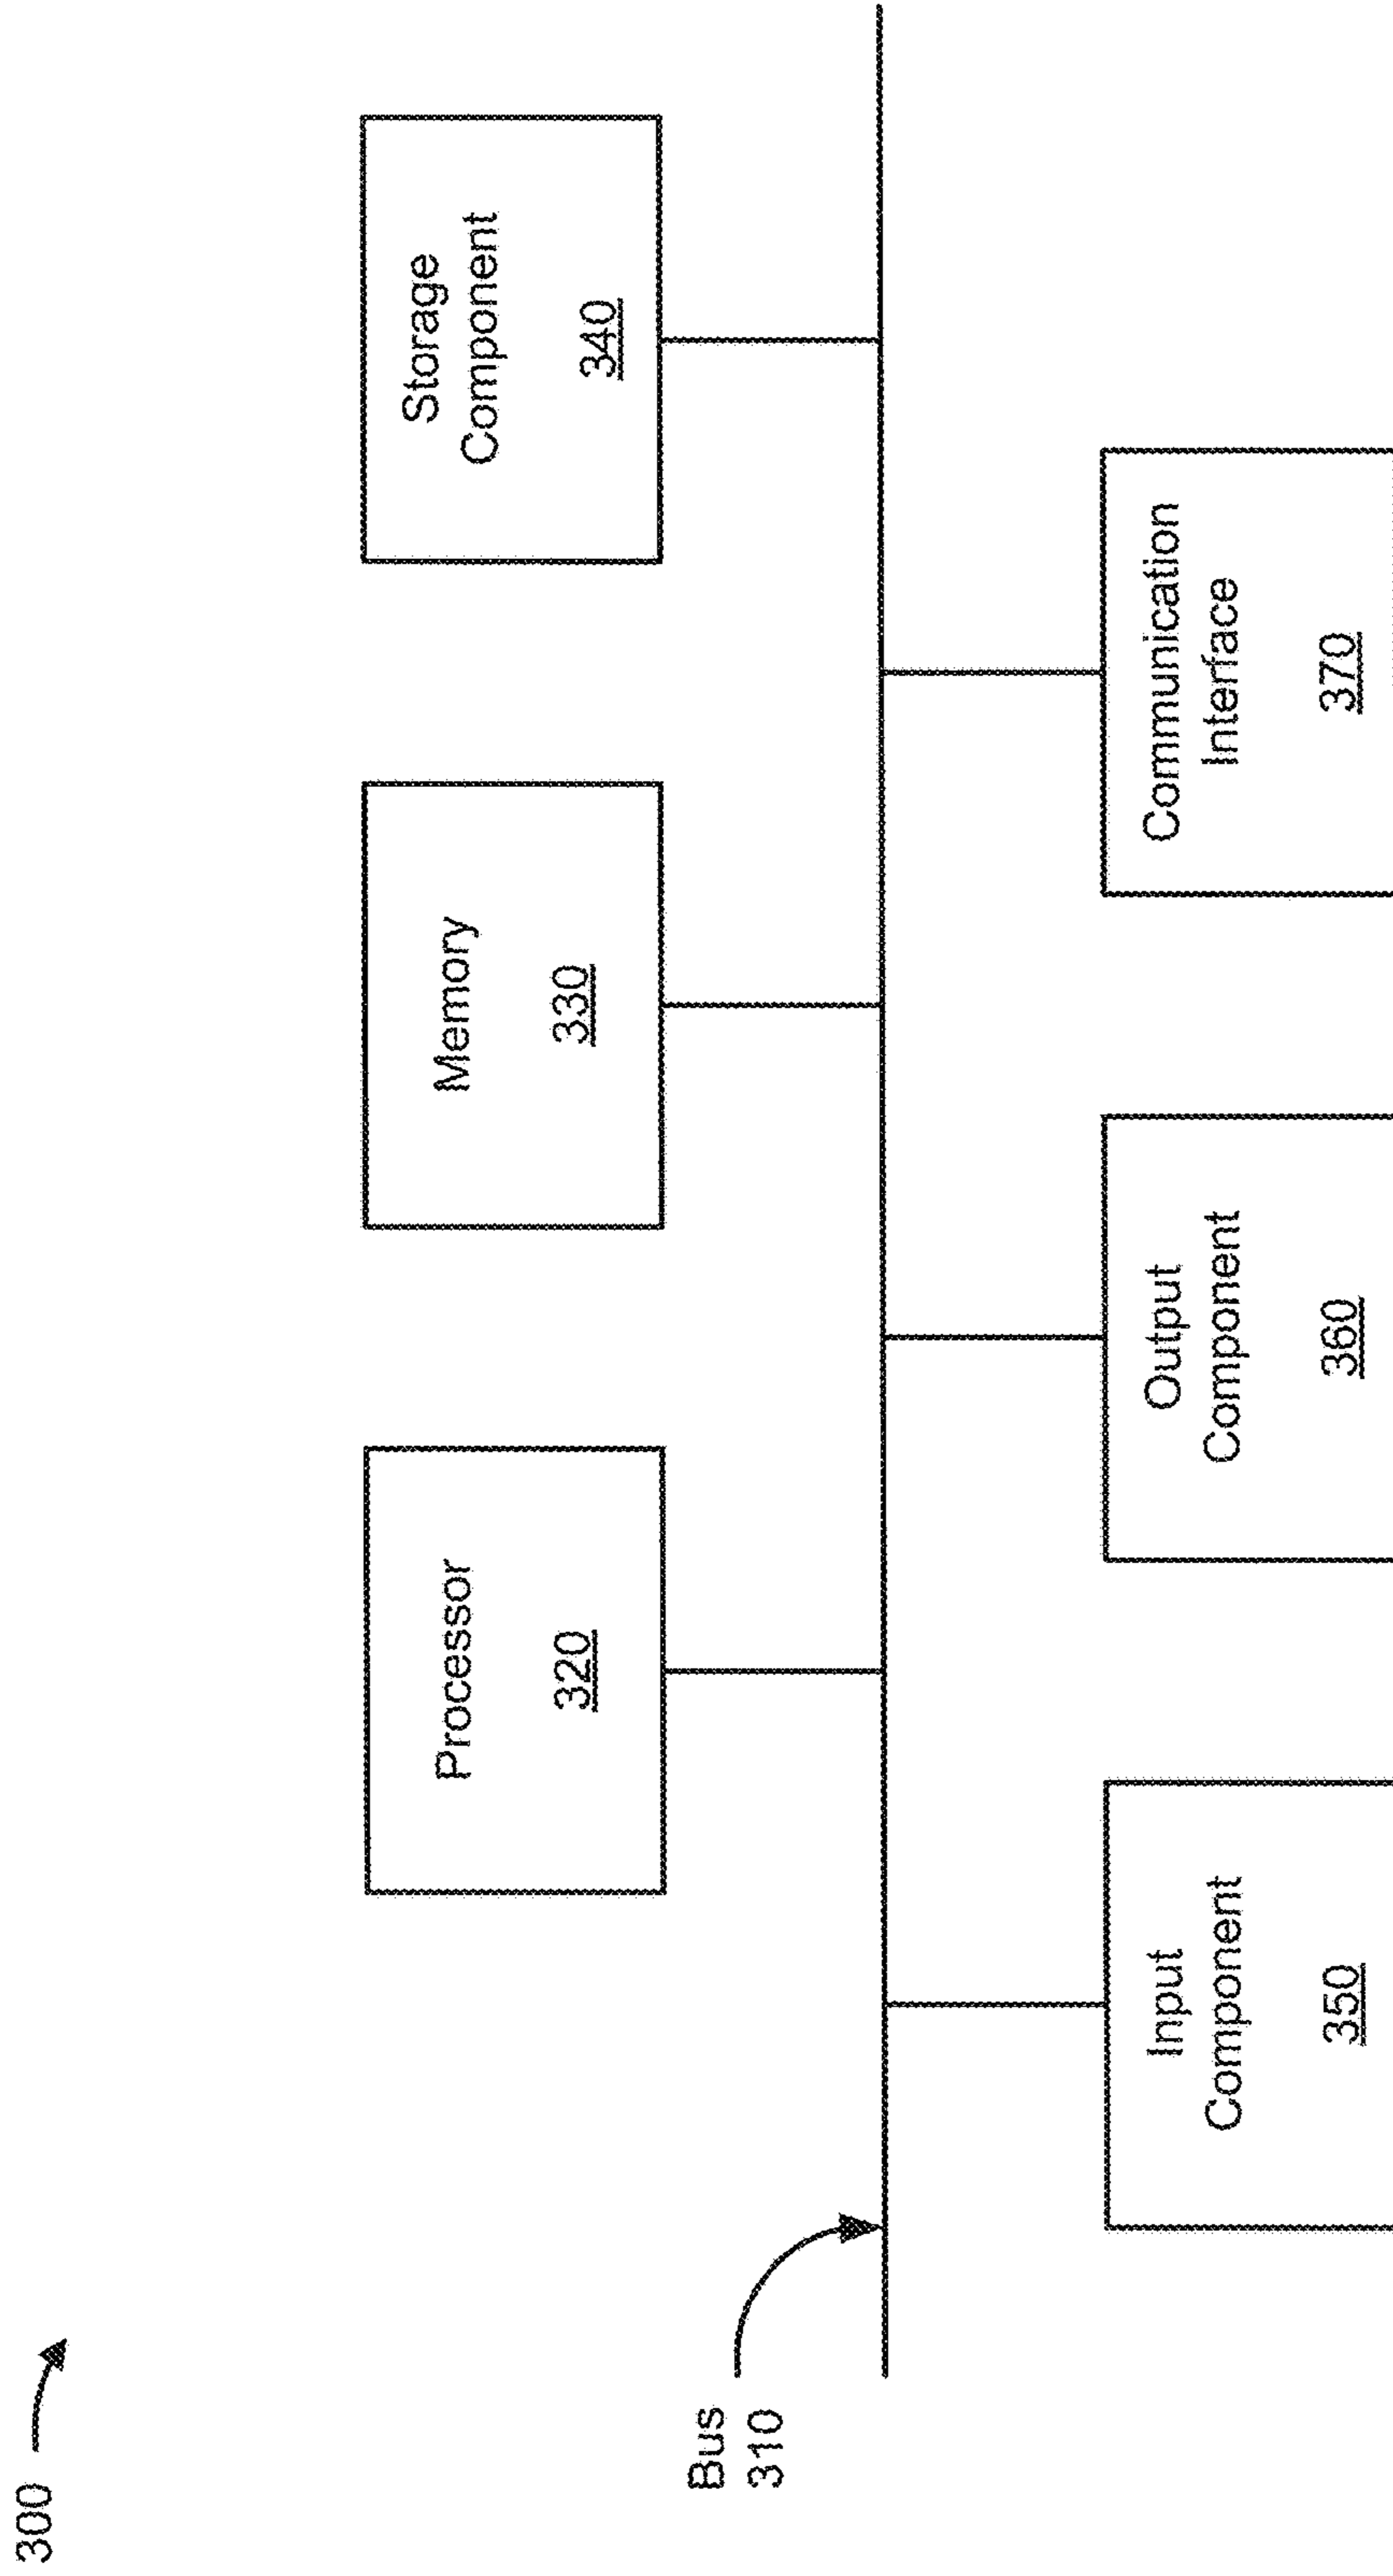 300
Processor
320
Memory
330
Storage
Component
340
Bus
310
Input
Component
350
Output
Component
360
Communication
Interface
370